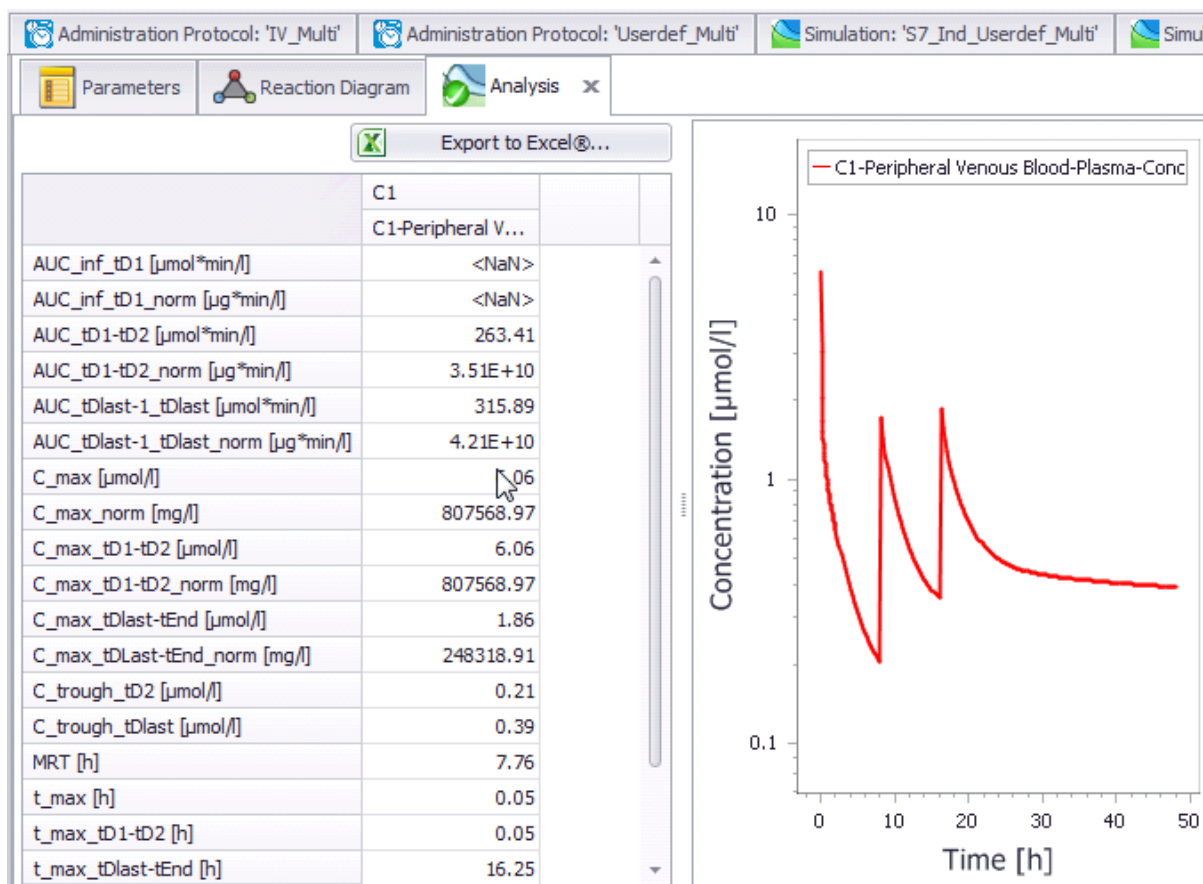 Administration Protocol: 'IV_Multi' Administration Protocol: 'Userdef_Multi' Simulation: 'S7_Ind_Userdef_Multi' Simu
Parameters Reaction Diagram Analysis
Export to Excel®...
C1
C1-Peripheral V...
AUC_inf_tD1 [µmol*min/l] <NaN>
AUC_inf_tD1_norm [µg*min/l] <NaN>
AUC_tD1-tD2 [µmol*min/l] 263.41
AUC_tD1-tD2_norm [µg*min/l] 3.51E+10
AUC_tDlast-1_tDlast [µmol*min/l] 315.89
AUC_tDlast-1_tDlast_norm [µg*min/l] 4.21E+10
C_max [µmol/l] .06
C_max_norm [mg/l] 807568.97
C_max_tD1-tD2 [µmol/l] 6.06
C_max_tD1-tD2_norm [mg/l] 807568.97
C_max_tDlast-tEnd [µmol/l] 1.86
C_max_tDLast-tEnd_norm [mg/l] 248318.91
C_trough_tD2 [µmol/l] 0.21
C_trough_tDlast [µmol/l] 0.39
MRT [h] 7.76
t_max [h] 0.05
t_max_tD1-tD2 [h] 0.05
t_max_tDlast-tEnd [h] 16.25
C1-Peripheral Venous Blood-Plasma-Conc
Concentration [µmol/l]
10
1
0.1
0 10 20 30 40 50
Time [h]